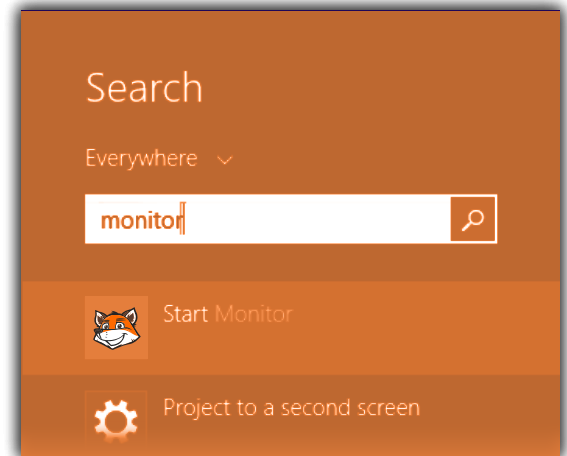 Search
Everywhere
monitor
Start Monitor
Project to a second screen